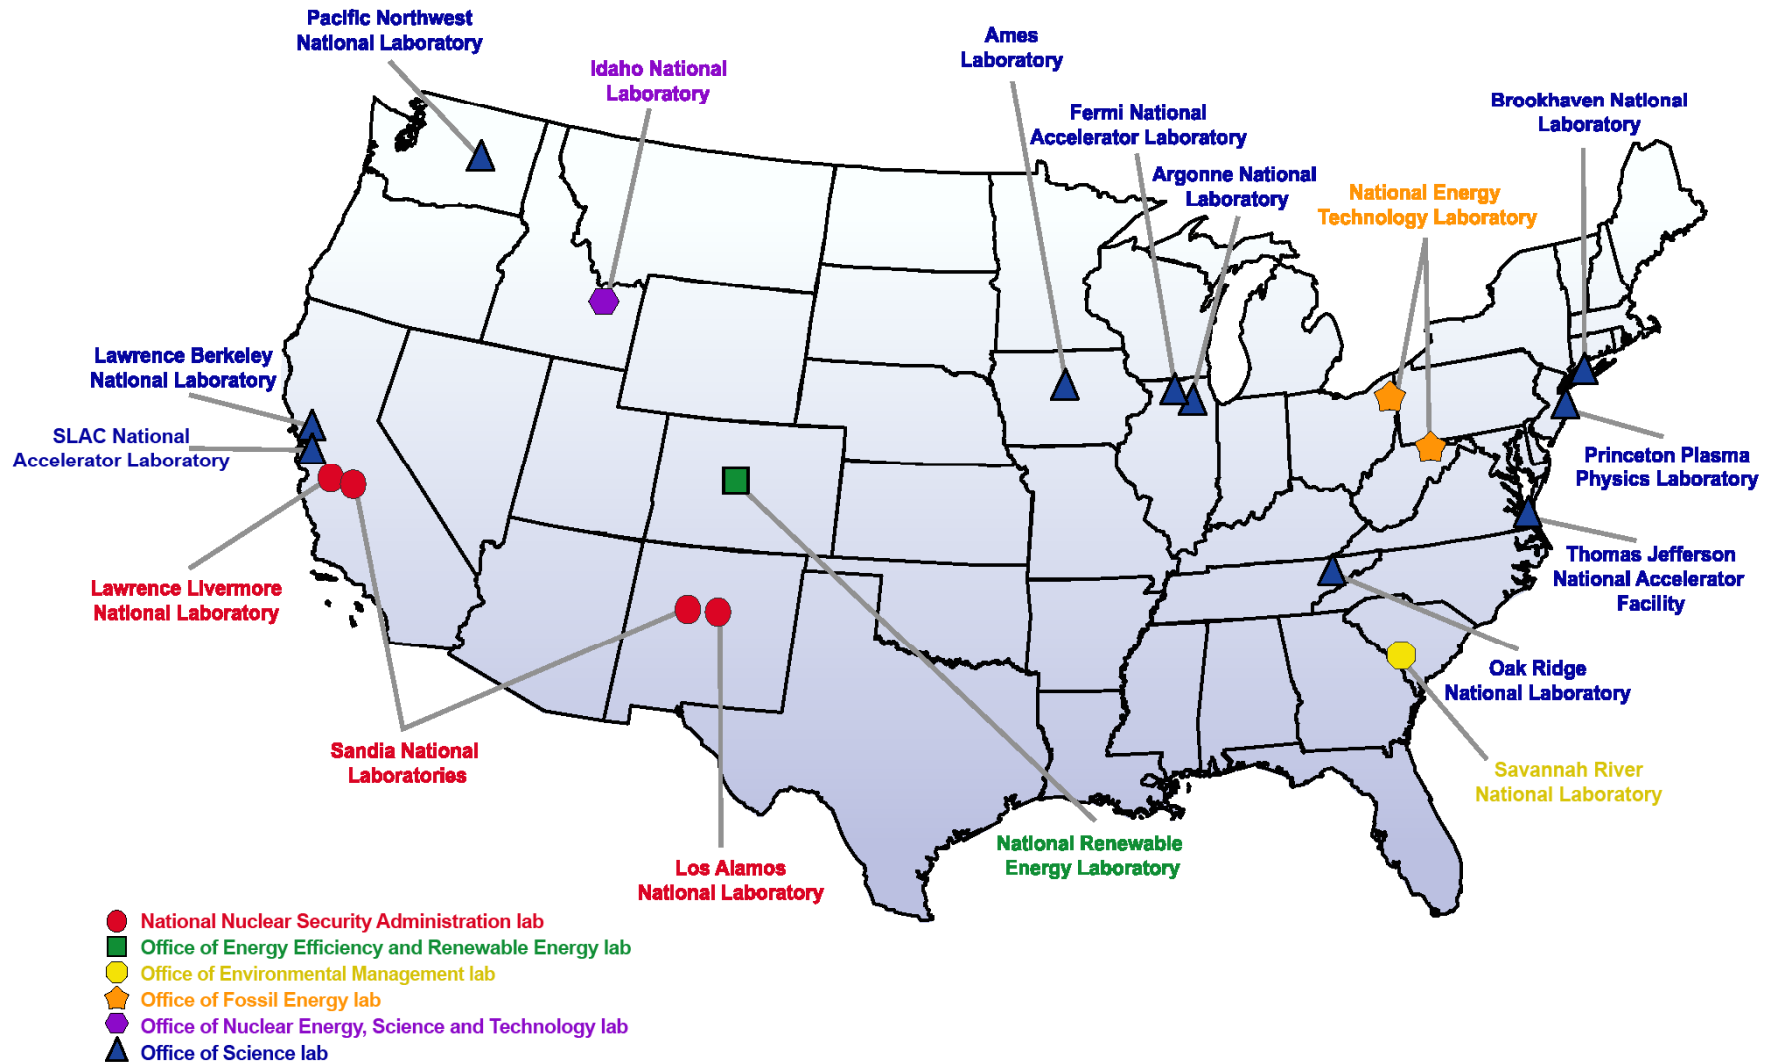 Pacific Northwest
National Laboratory
Idaho National
Laboratory
Ames
Laboratory
Fermi National
Accelerator Laboratory
Argonne National
Laboratory
Brookhaven National
Laboratory
National Energy
Technology Laboratory
Lawrence Berkeley
National Laboratory
SLAC National
Accelerator Laboratory
Lawrence Livermore
National Laboratory
Sandia National
Laboratories
Los Alamos
National Laboratory
National Renewable
Energy Laboratory
Princeton Plasma
Physics Laboratory
Thomas Jefferson
National Accelerator
Facility
Oak Ridge
National Laboratory
Savannah River
National Laboratory
National Nuclear Security Administration lab
Office of Energy Efficiency and Renewable Energy lab
Office of Environmental Management lab
Office of Fossil Energy lab
Office of Nuclear Energy, Science and Technology lab
Office of Science lab